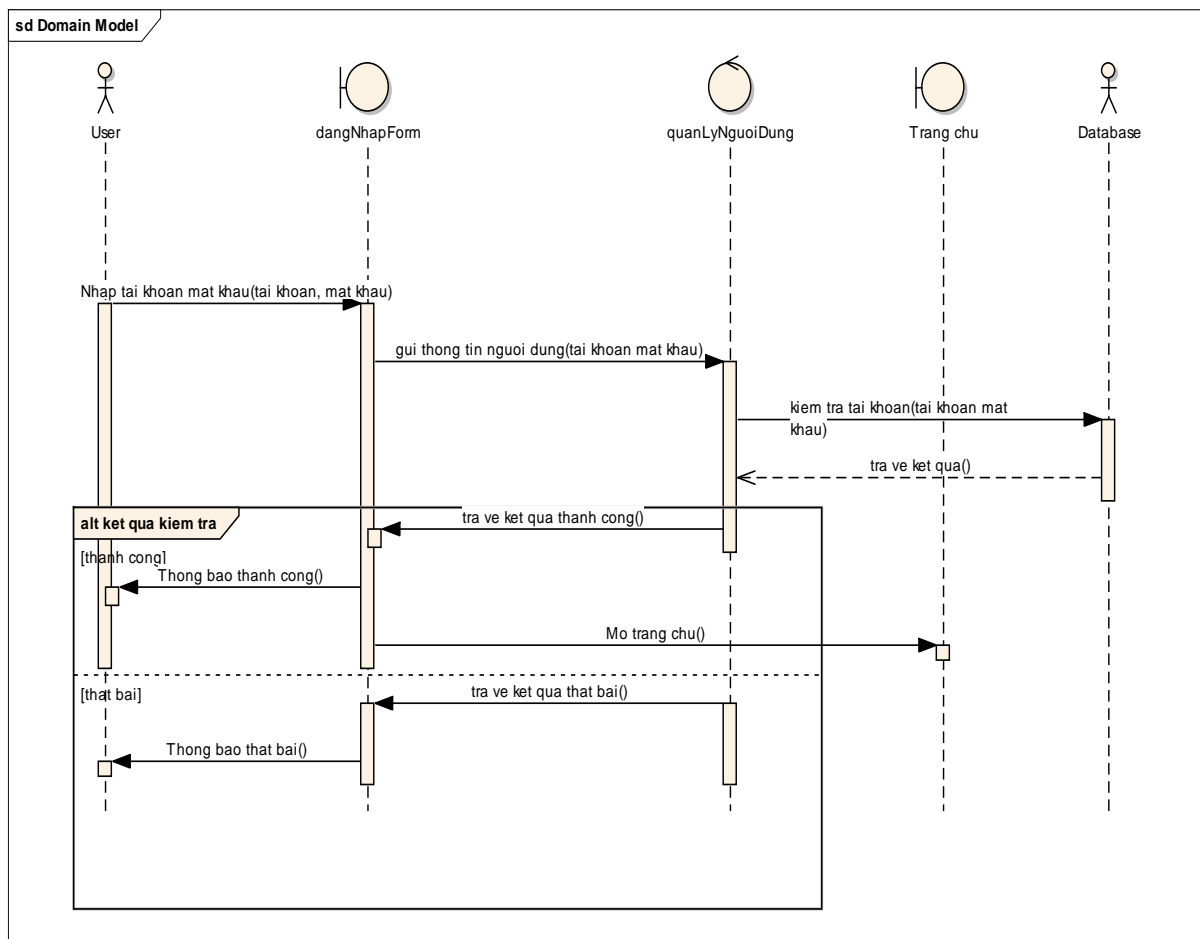 sd Domain Model
User
dangNhapForm
quanLyNguoiDung
Trang chu
Database
Nhap tai khoan mat khau(tai khoan, mat khau)
gui thong tin nguoi dung(tai khoan mat khau)
kiem tra tai khoan(tai khoan mat
khau)
tra ve ket qua()
alt ket qua kiem tra
tra ve ket qua thanh cong()
[thanh cong]
Thong bao thanh cong()
Mo trang chu()
[that bai]
tra ve ket qua that bai()
Thong bao that bai()